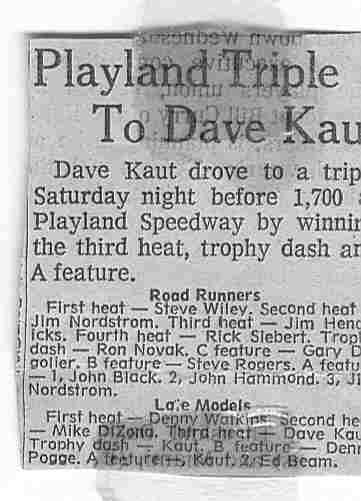 Playland Triple
To Dave Kau
Dave Kaut drove to a trip
Saturday night before 1,700 a
Playland Speedway by winnin
the third heat, trophy dash an
A feature.
Road Runners
First heat — Steve Wiley. Second heat
Jim Nordstrom. Third heat — Jim Henr
icks. Fourth heat — Rick Siebert. Trop
dash — Ron Novak. C feature — Gary D
goller. B feature — Steve Rogers. A featu
— 1, John Black. 2, John Hammond. 3, Ji
Nordstrom.
Late Models
First heat — Denny Watkins. Second he
— Mike DiZona. Third heat — Dave Kau
Trophy dash — Kaut. B feature — Denn
Pogge. A feature — Kaut. 2, Ed Beam.